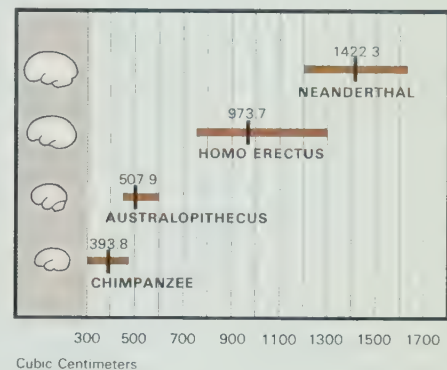 1422.3
NEANDERTHAL
973.7
HOMO ERECTUS
507.9
AUSTRALOPITHECUS
393.8
CHIMPANZEE
300 500 700 900 1100 1300 1500 1700
Cubic Centimeters